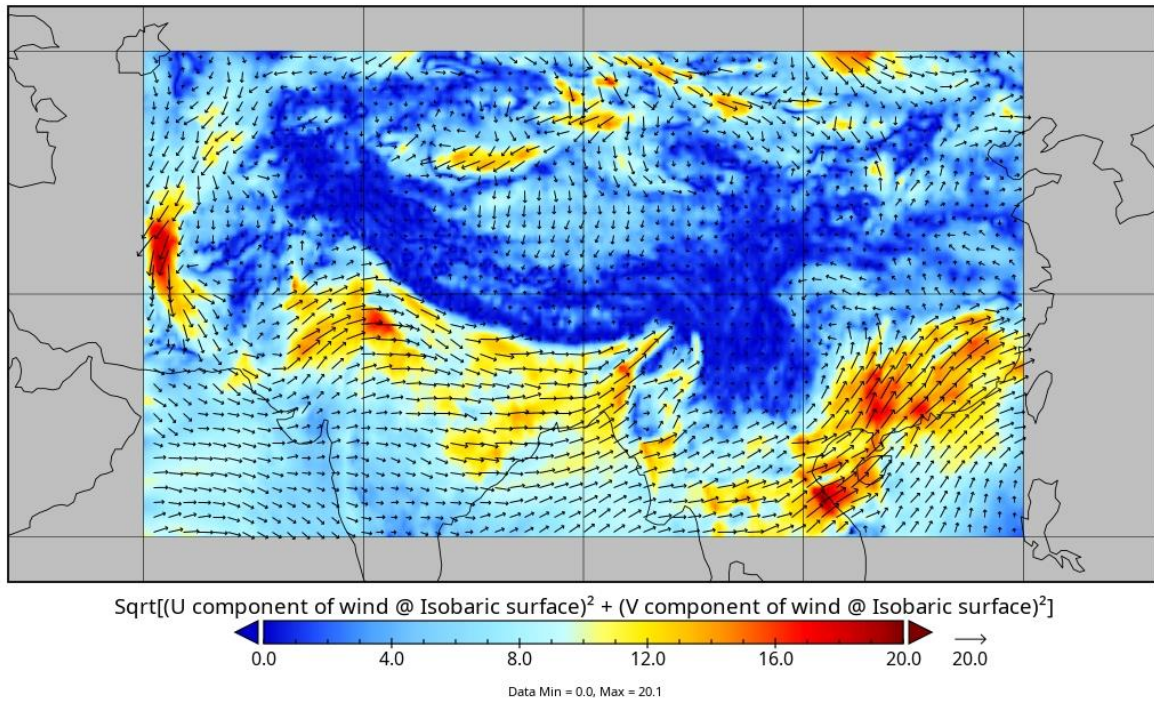 Sqrt[(U component of wind @ Isobaric surface)² + (V component of wind @ Isobaric surface)²]
0.0 4.0 8.0 12.0 16.0 20.0 20.0
Data Min = 0.0, Max = 20.1